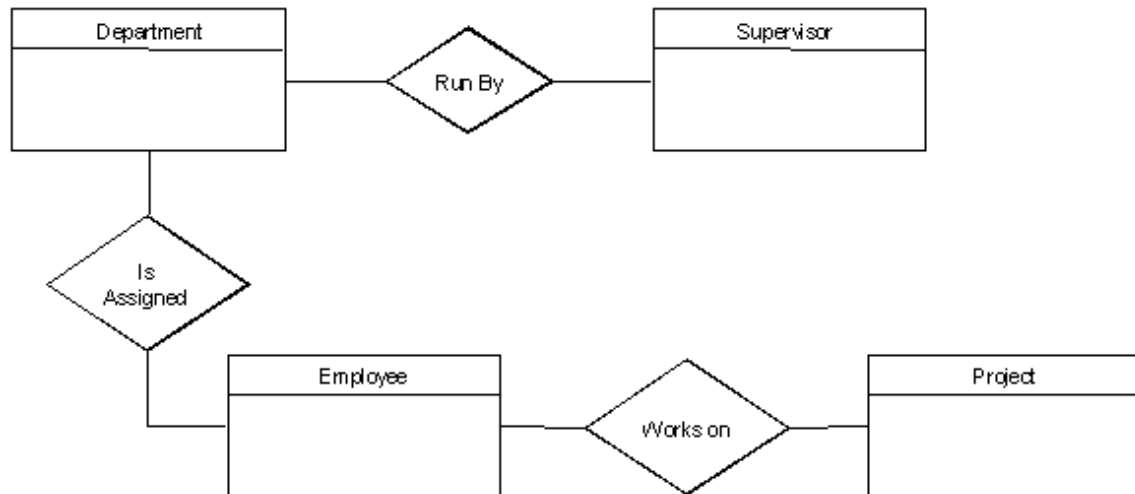 Department
Supervisor
Run By
Is
Assigned
Employee
Project
Works on